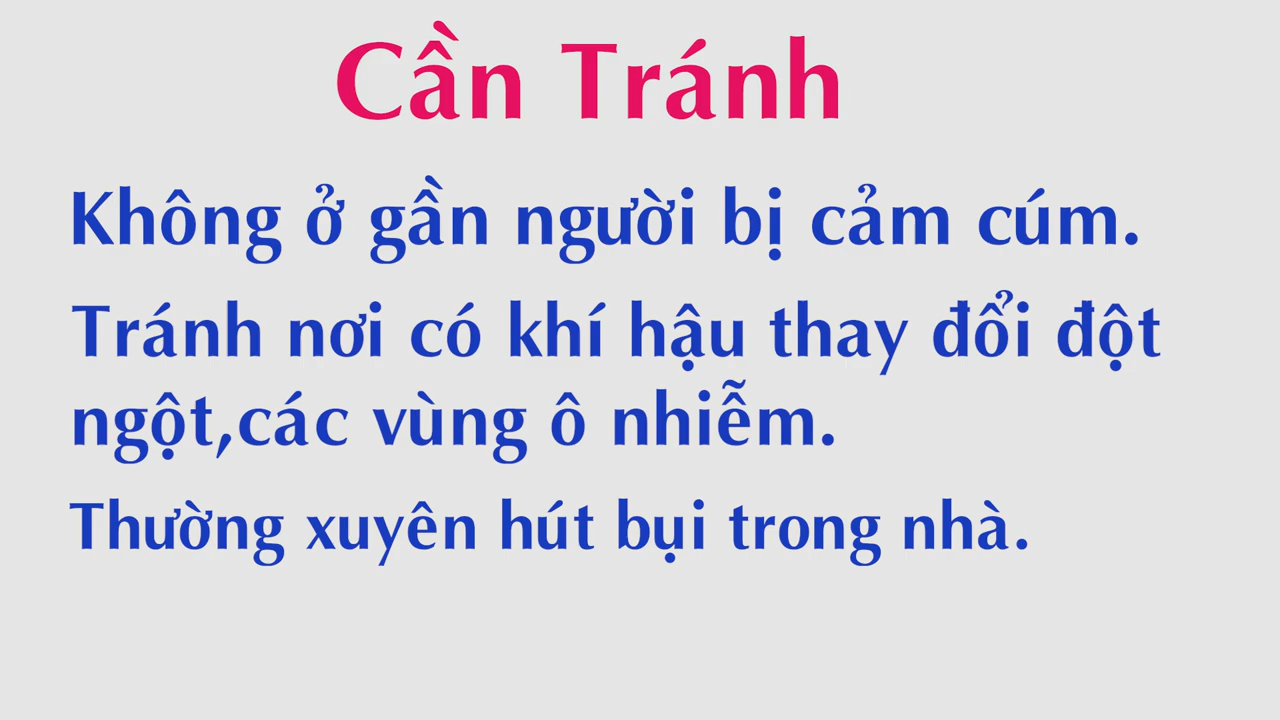 Cần Tránh
Không ở gần người bị cảm cúm.
Tránh nơi có khí hậu thay đổi đột
ngột,các vùng ô nhiễm.
Thường xuyên hút bụi trong nhà.